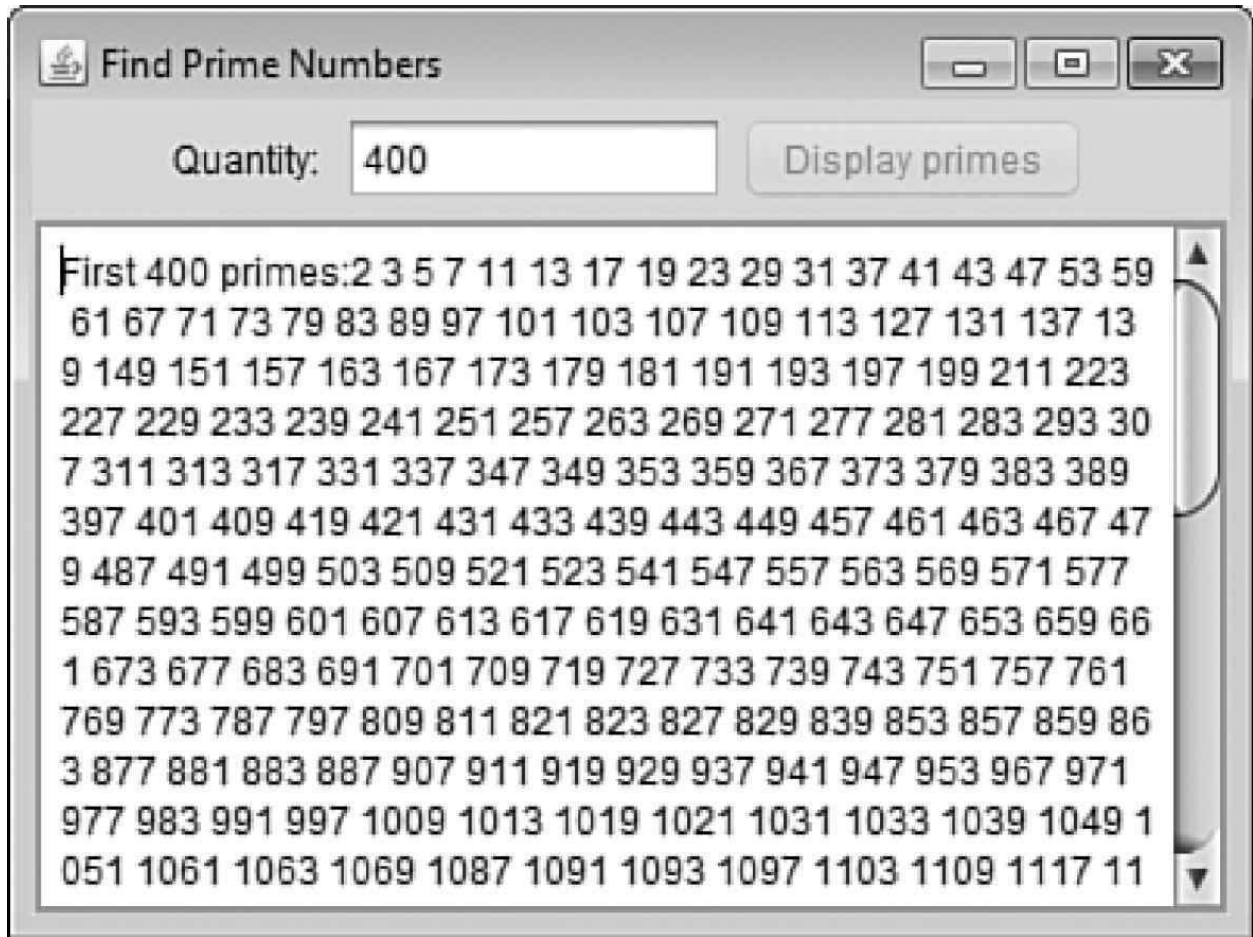 Find Prime Numbers
Quantity: 400 Display primes
First 400 primes:2 3 5 7 11 13 17 19 23 29 31 37 41 43 47 53 59
61 67 71 73 79 83 89 97 101 103 107 109 113 127 131 137 13
9 149 151 157 163 167 173 179 181 191 193 197 199 211 223
227 229 233 239 241 251 257 263 269 271 277 281 283 293 30
7 311 313 317 331 337 347 349 353 359 367 373 379 383 389
397 401 409 419 421 431 433 439 443 449 457 461 463 467 47
9 487 491 499 503 509 521 523 541 547 557 563 569 571 577
587 593 599 601 607 613 617 619 631 641 643 647 653 659 66
1 673 677 683 691 701 709 719 727 733 739 743 751 757 761
769 773 787 797 809 811 821 823 827 829 839 853 857 859 86
3 877 881 883 887 907 911 919 929 937 941 947 953 967 971
977 983 991 997 1009 1013 1019 1021 1031 1033 1039 1049 1
051 1061 1063 1069 1087 1091 1093 1097 1103 1109 1117 11